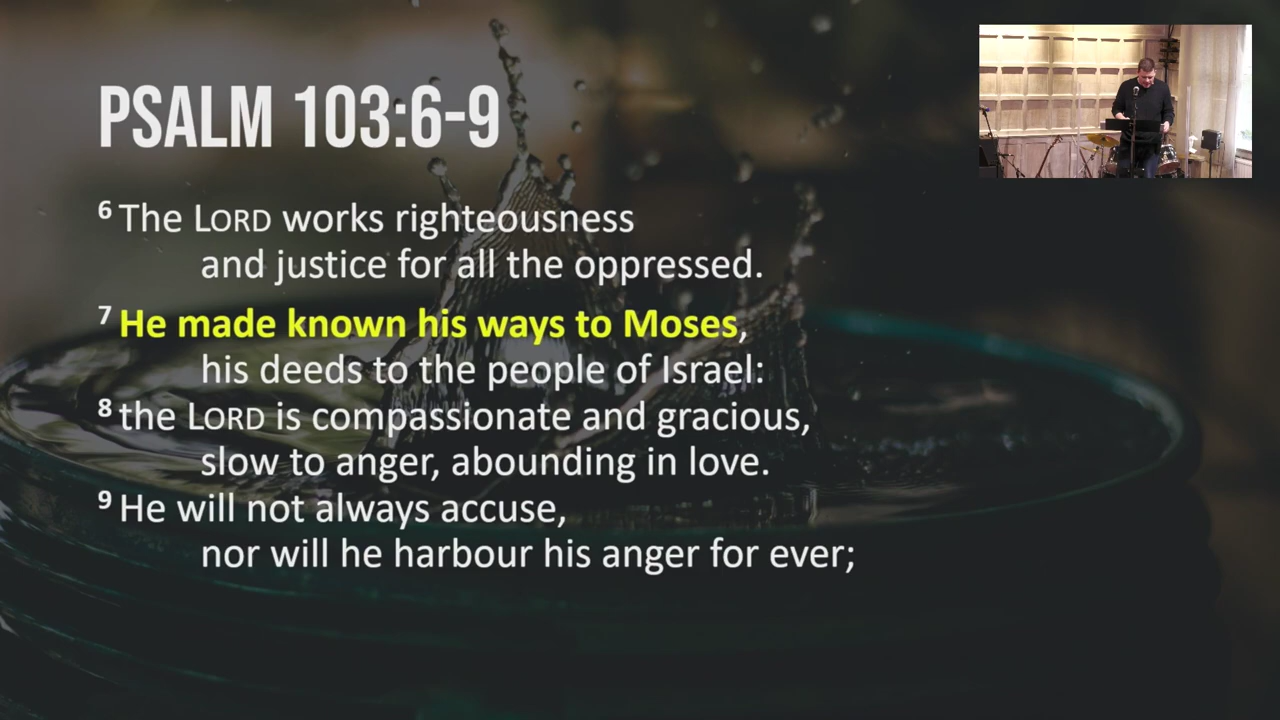 PSALM 103:6-9
6 The LORD works righteousness
and justice for all the oppressed.
7 He made known his ways to Moses,
his deeds to the people of Israel:
8 the LORD is compassionate and gracious,
slow to anger, abounding in love.
9 He will not always accuse,
nor will he harbour his anger for ever;